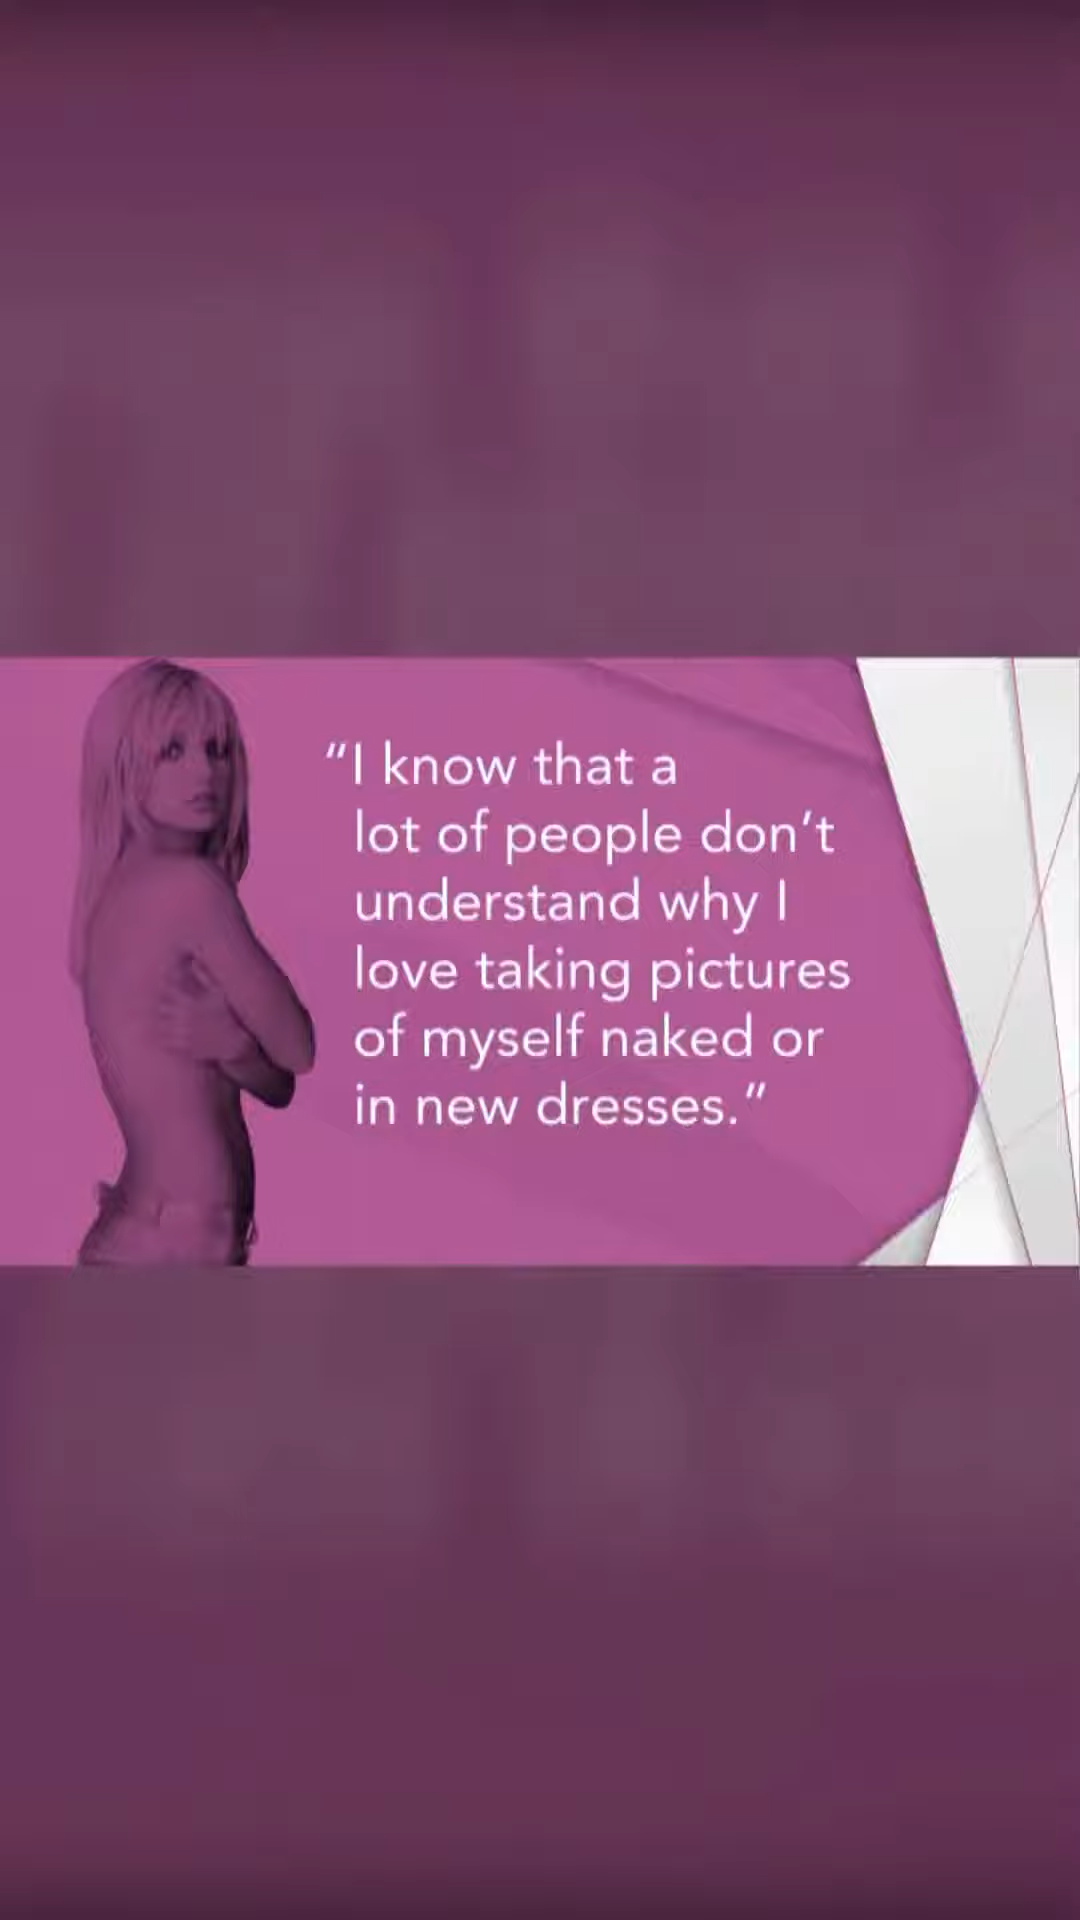 “I know that a
lot of people don’t
understand why I
love taking pictures
of myself naked or
in new dresses.”